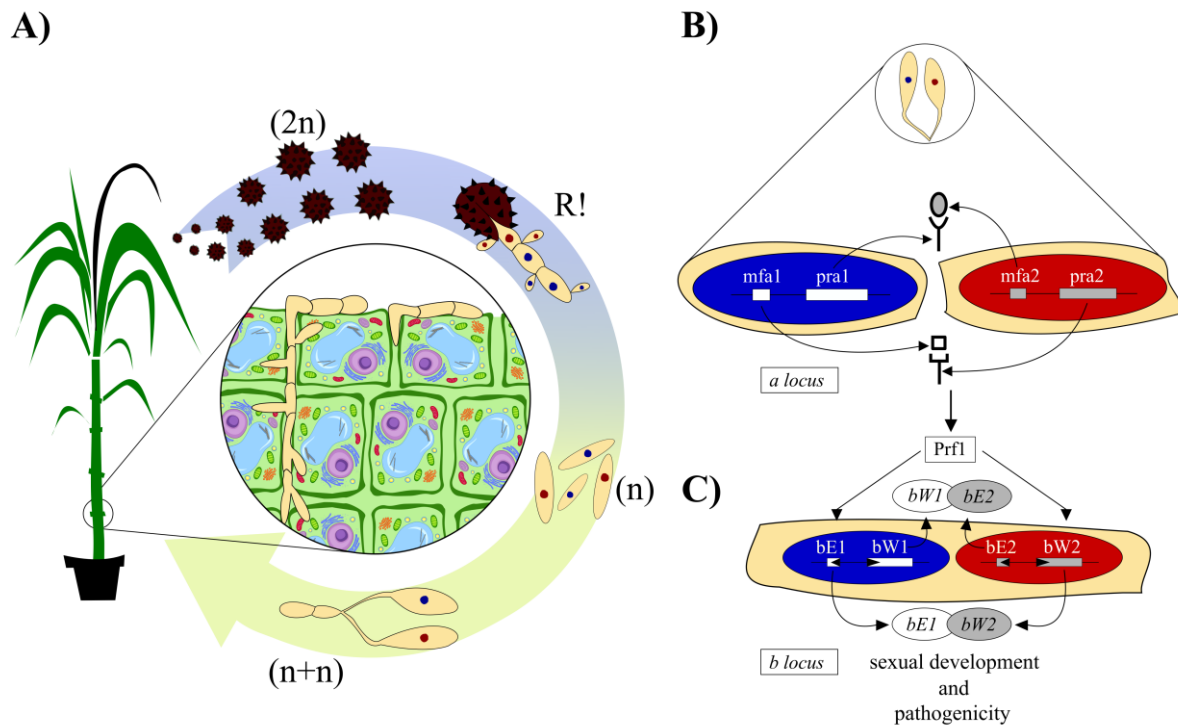 A)
(2n)
R!
(n)
(n+n)
B)
mfa1 pra1
mfa2 pra2
a locus
Prf1
C)
bW1 bE2
bE1 bW1
bE2 bW2
bE1 bW2
b locus
sexual development
and
pathogenicity